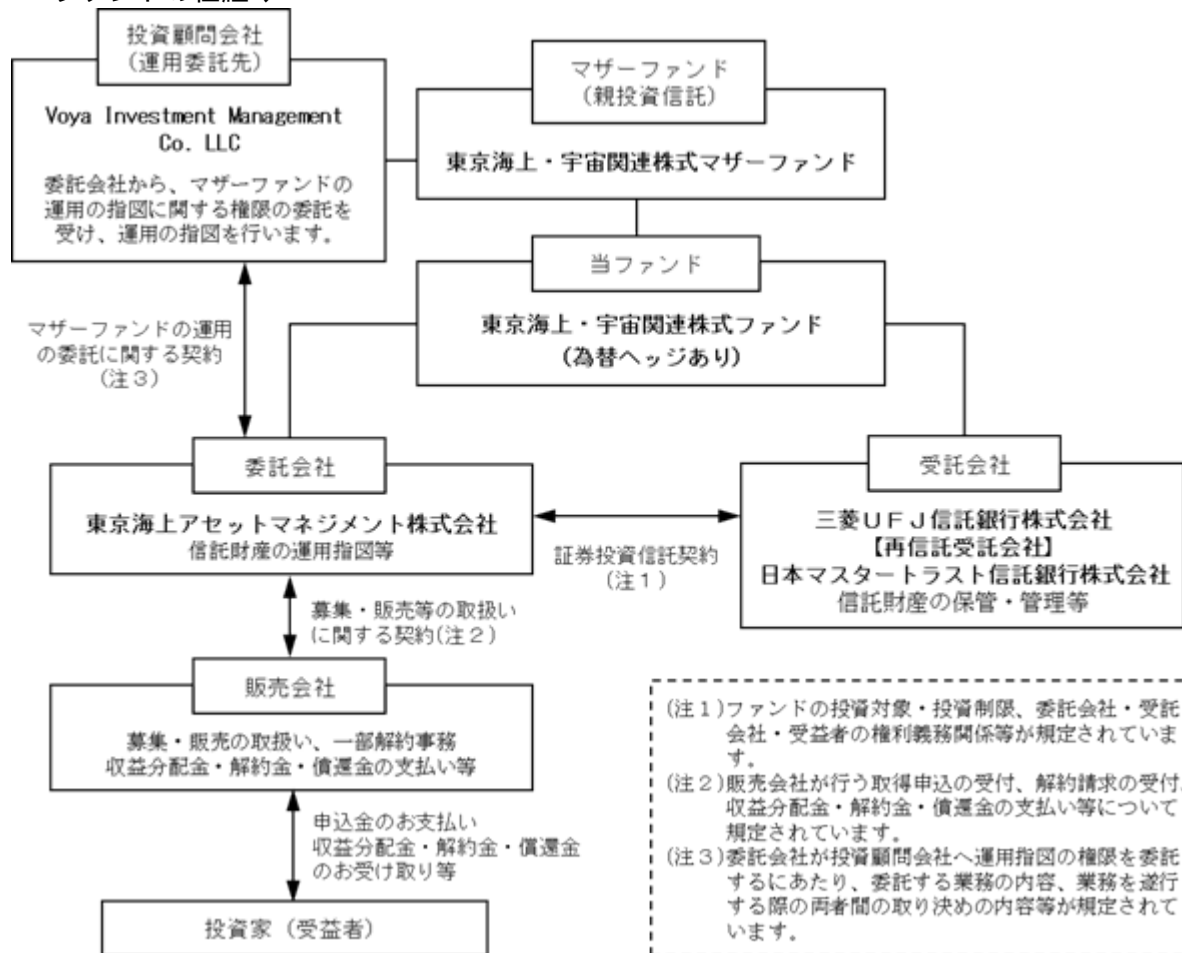 投資顧問会社
(運用委託先)
Voya Investment Management
Co. LLC
委託会社から、マザーファンドの
運用の指図に関する権限の委託を
受け、運用の指図を行います。
マザーファンド
(親投資信託)
東京海上・宇宙関連株式マザーファンド
当ファンド
東京海上・宇宙関連株式ファンド
(為替ヘッジあり)
マザーファンドの運用
の委託に関する契約
(注3)
委託会社
東京海上アセットマネジメント株式会社
信託財産の運用指図等
証券投資信託契約
(注1)
受託会社
三菱UFJ信託銀行株式会社
【再信託受託会社】
日本マスタートラスト信託銀行株式会社
信託財産の保管・管理等
募集・販売等の取扱い
に関する契約(注2)
販売会社
募集・販売の取扱い、一部解約事務
収益分配金・解約金・償還金の支払い等
申込金のお支払い
収益分配金・解約金・償還金
のお受け取り等
投資家(受益者)
(注1)ファンドの投資対象・投資制限、委託会社・受託
会社・受益者の権利義務関係等が規定されていま
す。
(注2)販売会社が行う取得申込の受付、解約請求の受付、
収益分配金・解約金・償還金の支払い等について
規定されています。
(注3)委託会社が投資顧問会社へ運用指図の権限を委託
するにあたり、委託する業務の内容、業務を遂行
する際の両者間の取り決めの内容等が規定されて
います。